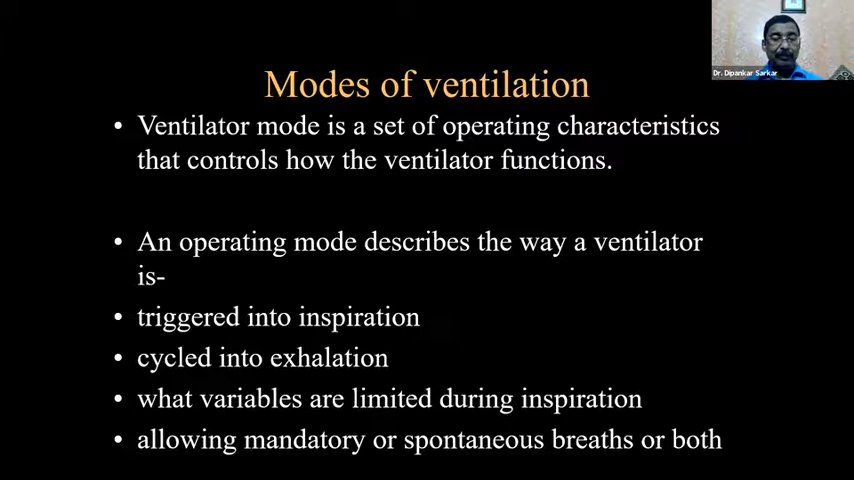 Dr. Dipankar Sarkar
Modes of ventilation
• Ventilator mode is a set of operating characteristics
that controls how the ventilator functions.
• An operating mode describes the way a ventilator
is-
• triggered into inspiration
• cycled into exhalation
• what variables are limited during inspiration
• allowing mandatory or spontaneous breaths or both